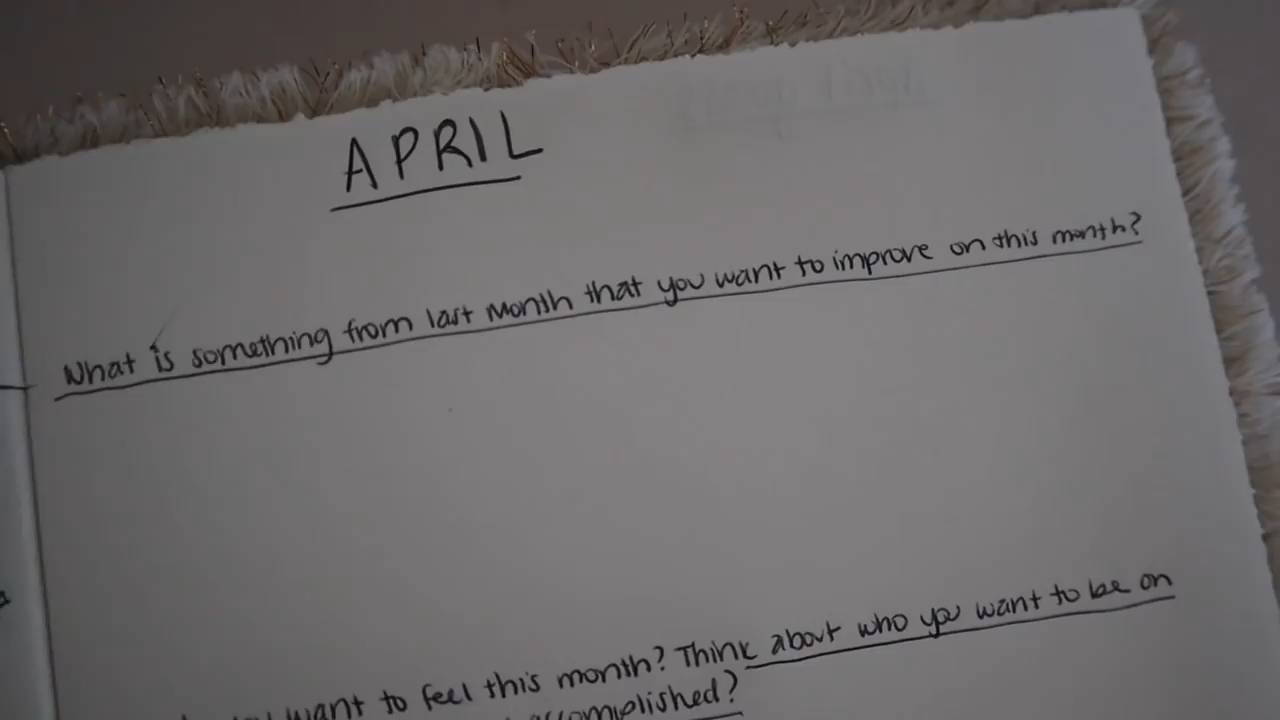 APRIL
What is something from last month that you want to improve on this month?
you want to feel this month? Think about who you want to be on
accomplished?